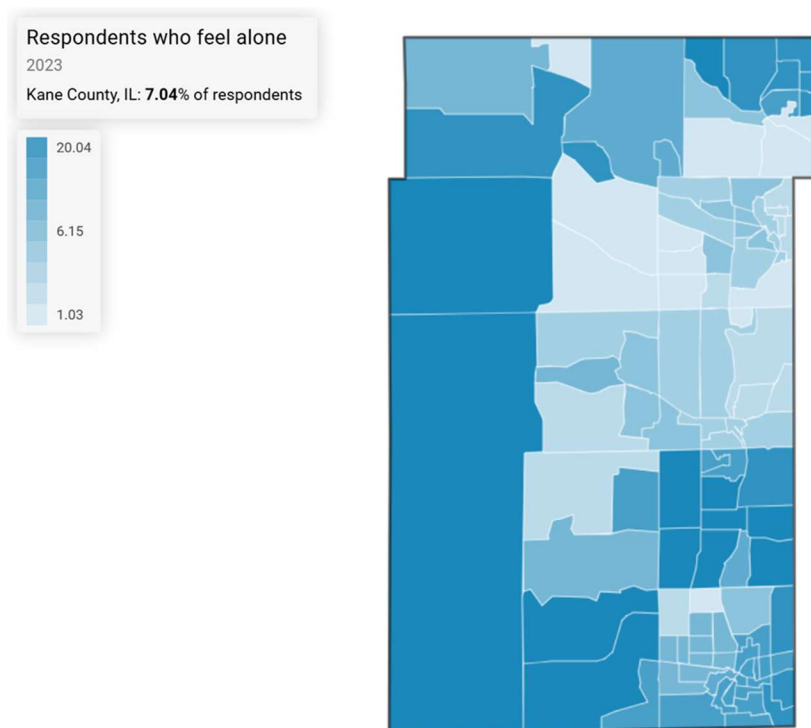 Respondents who feel alone
2023
Kane County, IL: 7.04% of respondents
20.04
6.15
1.03